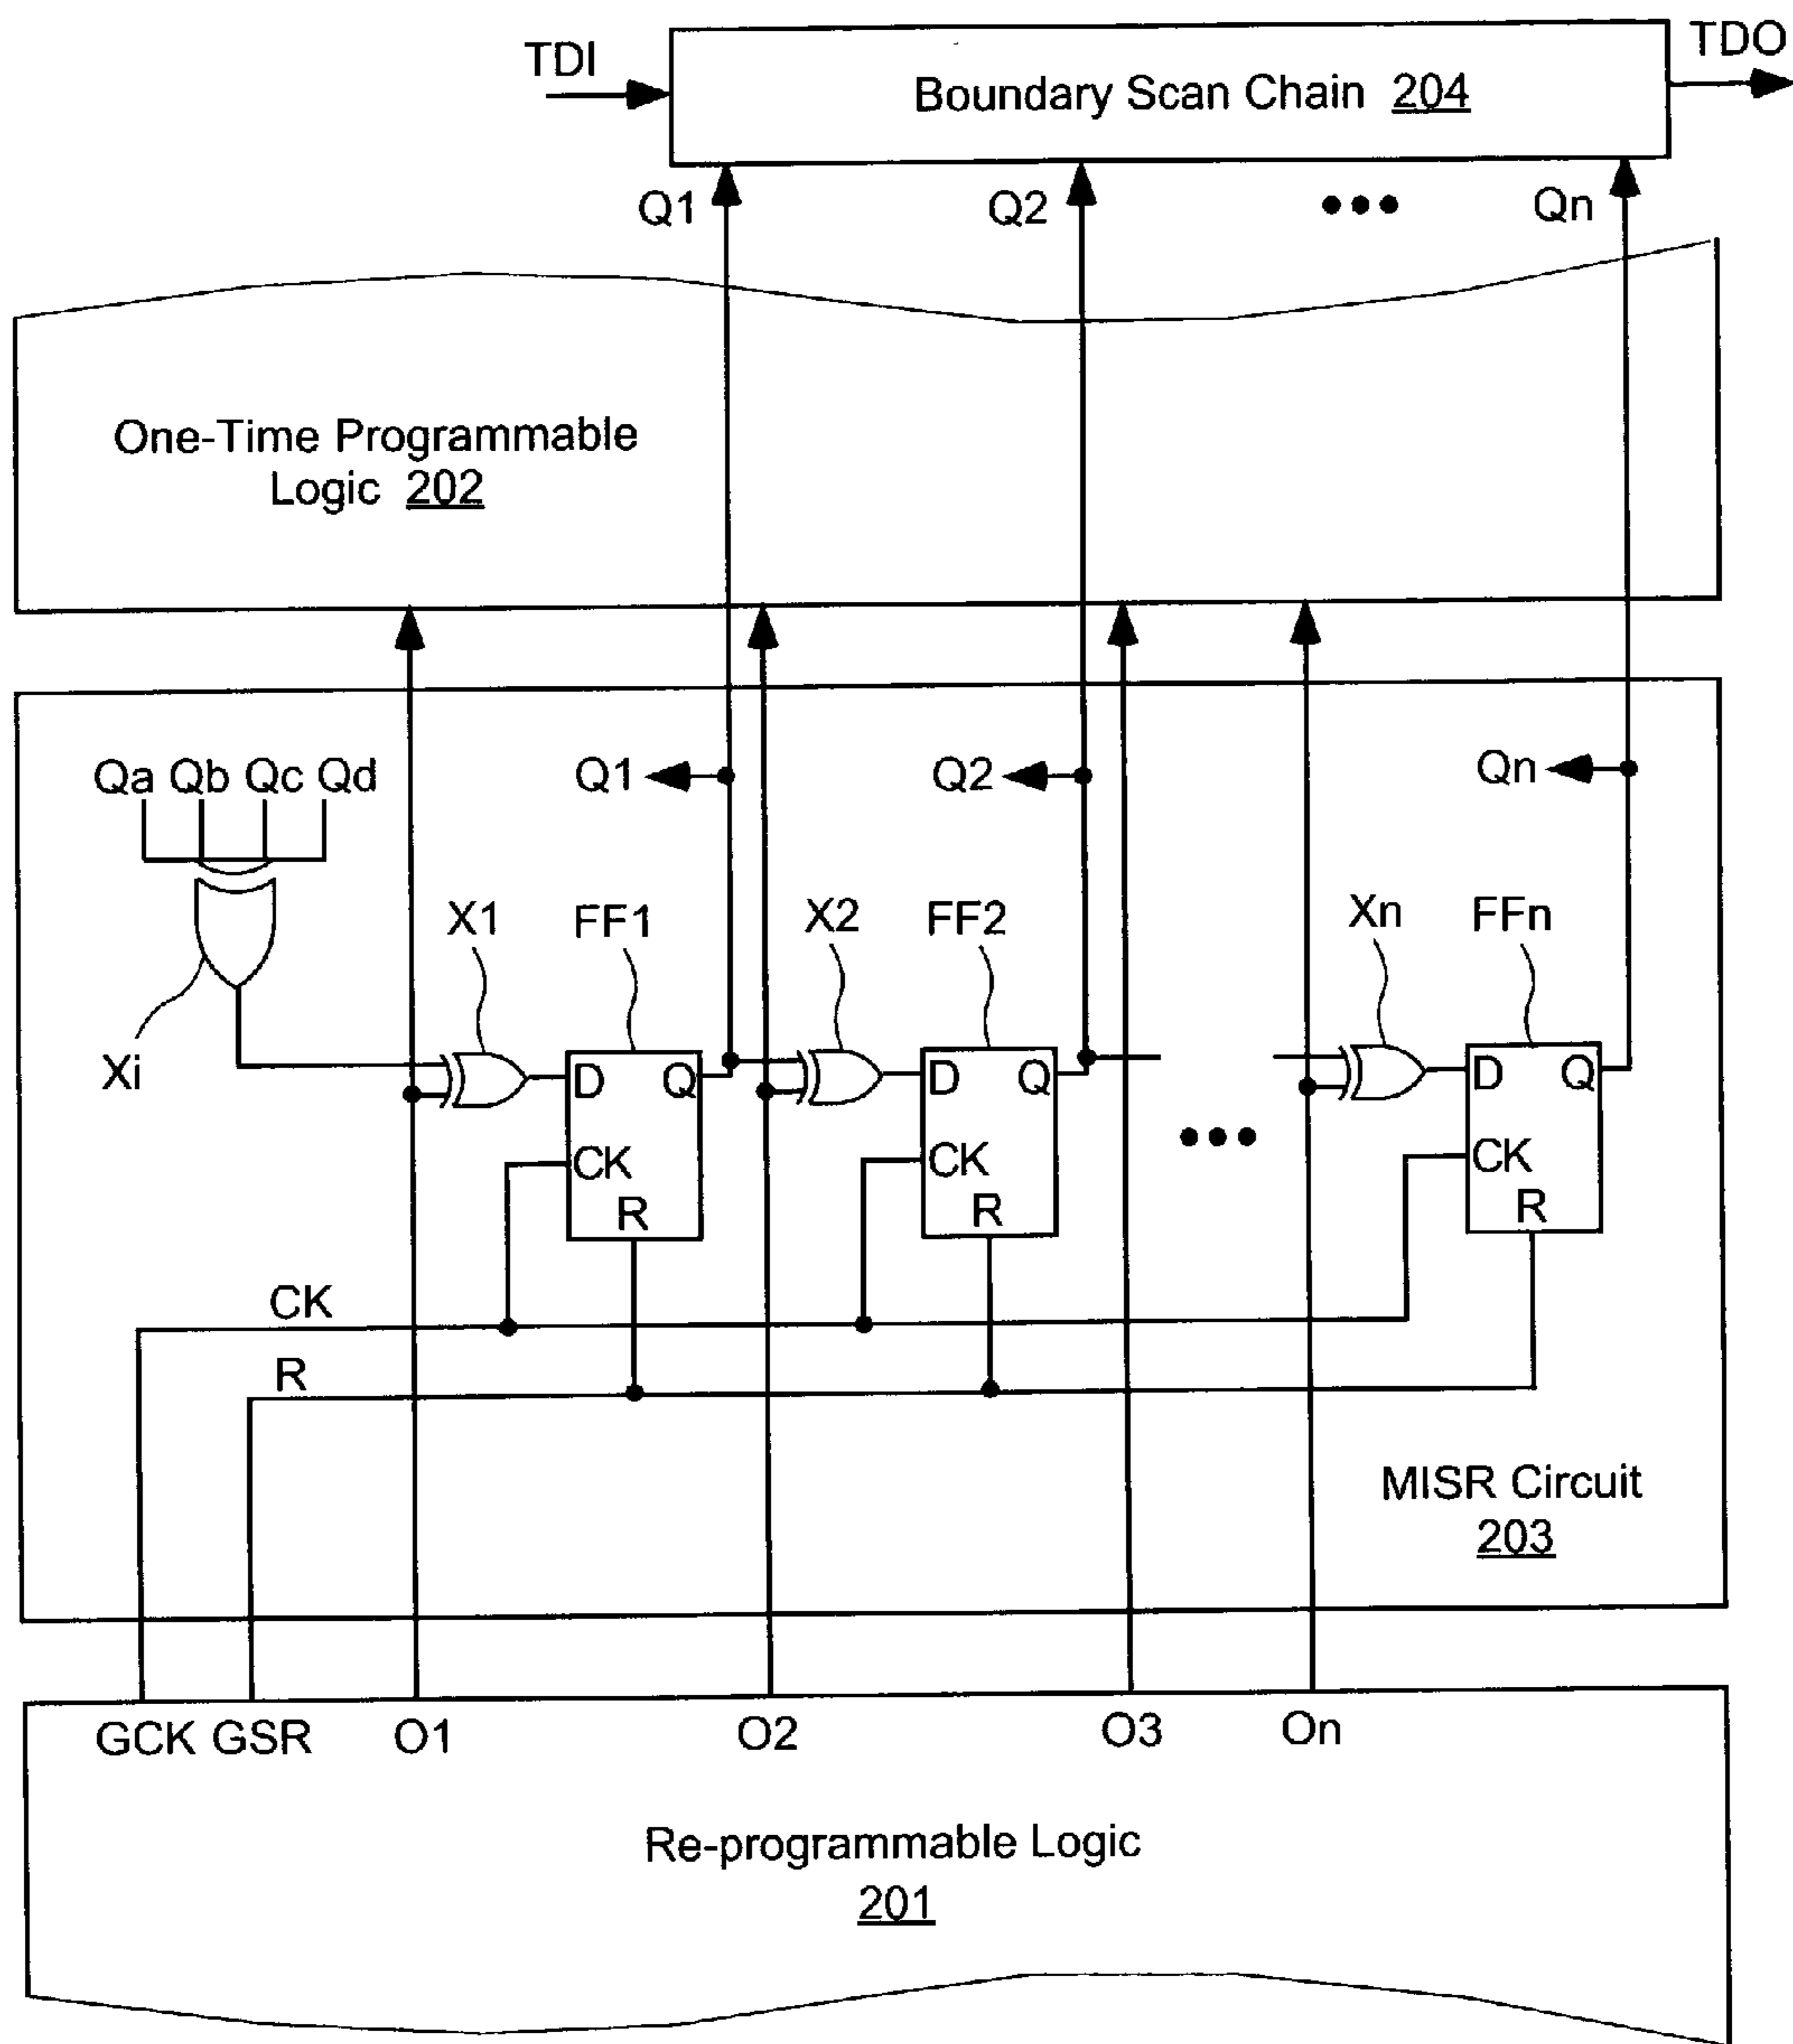 TDI
TDO
Boundary Scan Chain 204
Q1
Q2
•••
Qn
One-Time Programmable
Logic 202
Qa Qb Qc Qd
Q1
Q2
Qn
X1
FF1
X2
FF2
Xn
FFn
Xi
D Q
D Q
D Q
•••
CK
CK
CK
R
R
R
CK
R
MISR Circuit
203
GCK GSR O1 O2 O3 On
Re-programmable Logic
201